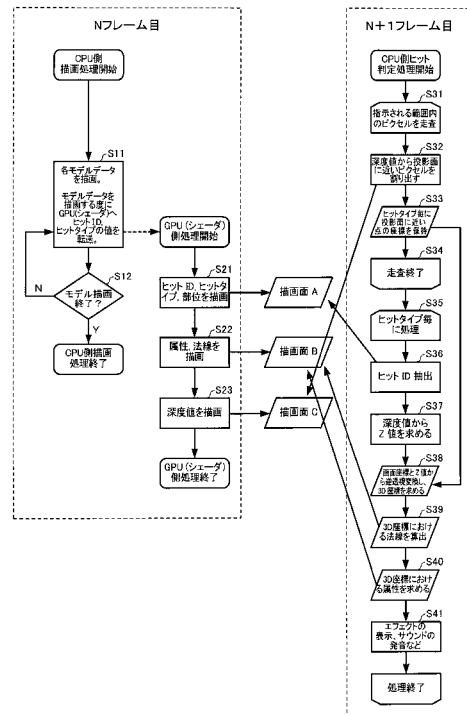 Nフレーム目
CPU側
描画処理開始
S11
各モデルデータ
を描画。
モデルデータを
描画する度に
GPU(シェーダ)へ
ヒットID、
ヒットタイプの値を
転送。
S12
モデル描画
終了?
N
Y
CPU側描画
処理終了
GPU(シェーダ)
側処理開始
S21
ヒットID、ヒットタ
イプ、部位を描画
S22
属性、法線を
描画
S23
深度値を描画
GPU(シェーダ)
側処理終了
描画面 A
描画面 B
描画面 C
N+1フレーム目
CPU側ヒット
判定処理開始
S31
指示される範囲内
のピクセルを走査
S32
深度値から投影面
に近いピクセルを
割り出す
S33
ヒットタイプ毎に
投影面に近い
点の座標を保持
S34
走査終了
S35
ヒットタイプ毎
に処理
S36
ヒットID 抽出
S37
深度値から
Z 値を求める
S38
画面座標とZ値か
ら逆透視変換し、
3D座標を求める
S39
3D座標における
法線を算出
S40
3D座標におけ
る属性を求める
S41
エフェクトの
表示、サウンドの
発音など
処理終了